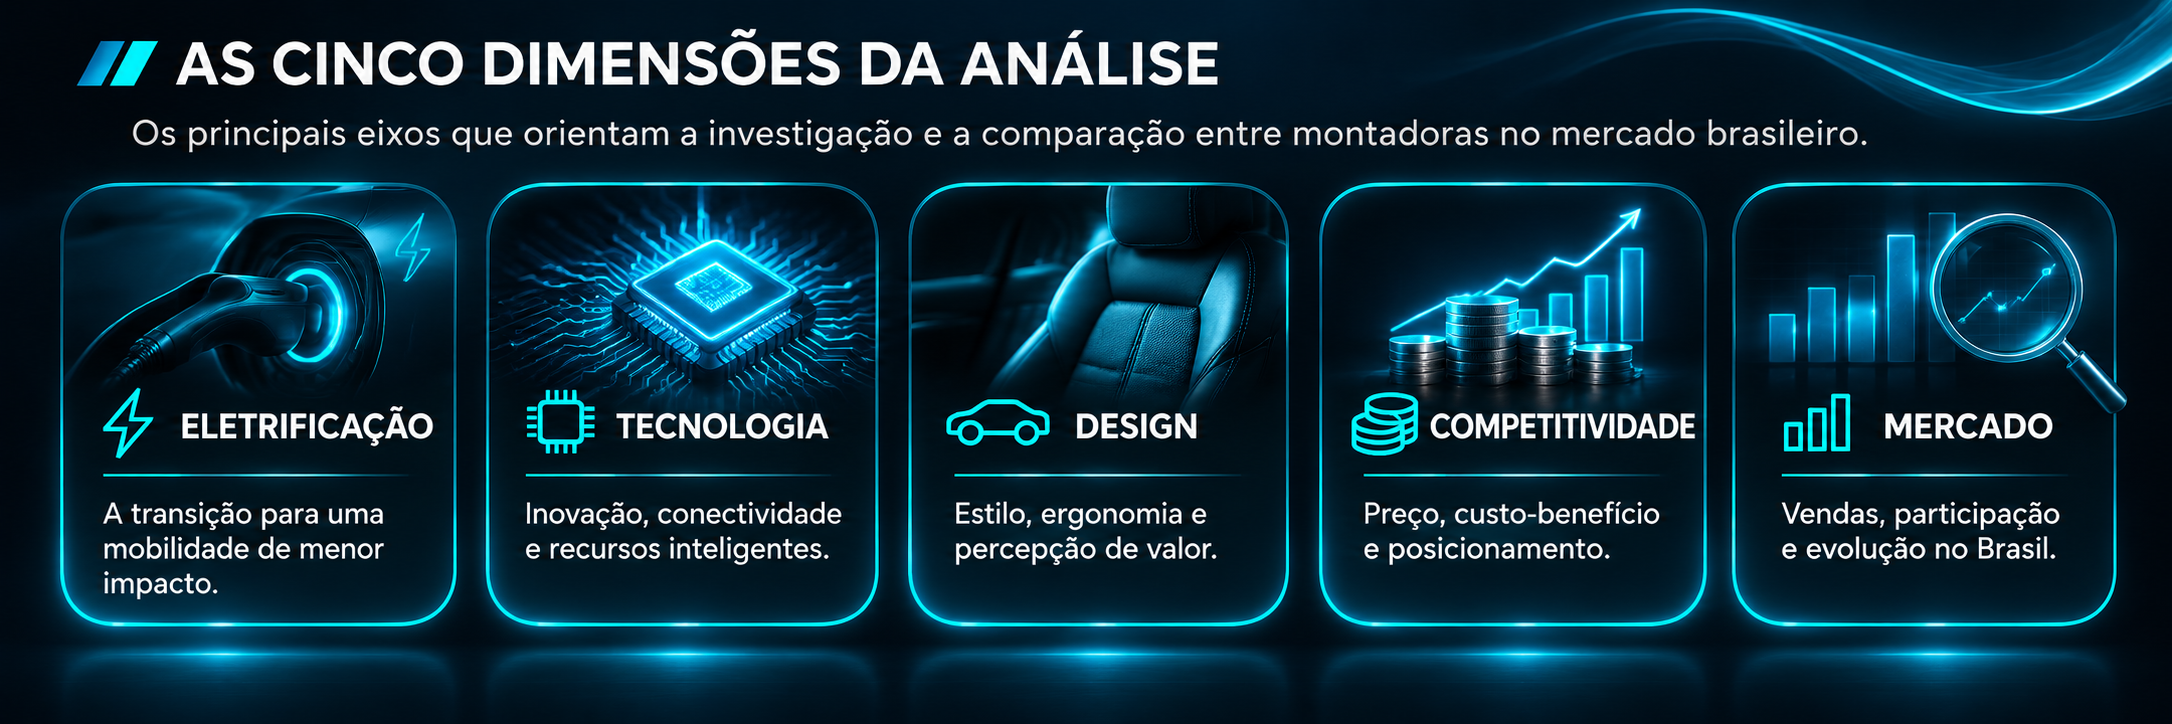 AS CINCO DIMENSÕES DA ANÁLISE
Os principais eixos que orientam a investigação e a comparação entre montadoras no mercado brasileiro.
ELETRIFICAÇÃO
A transição para uma
mobilidade de menor
impacto.
TECNOLOGIA
Inovação, conectividade
e recursos inteligentes.
DESIGN
Estilo, ergonomia e
percepção de valor.
COMPETITIVIDADE
Preço, custo-benefício
e posicionamento.
MERCADO
Vendas, participação
e evolução no Brasil.